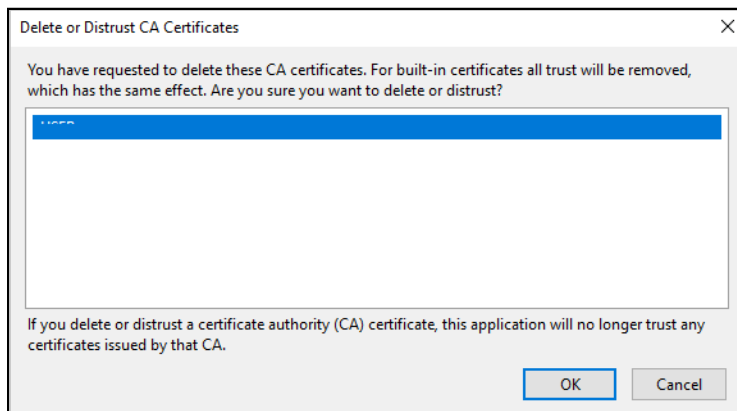 Delete or Distrust CA Certificates
You have requested to delete these CA certificates. For built-in certificates all trust will be removed,
which has the same effect. Are you sure you want to delete or distrust?
If you delete or distrust a certificate authority (CA) certificate, this application will no longer trust any
certificates issued by that CA.
OK
Cancel